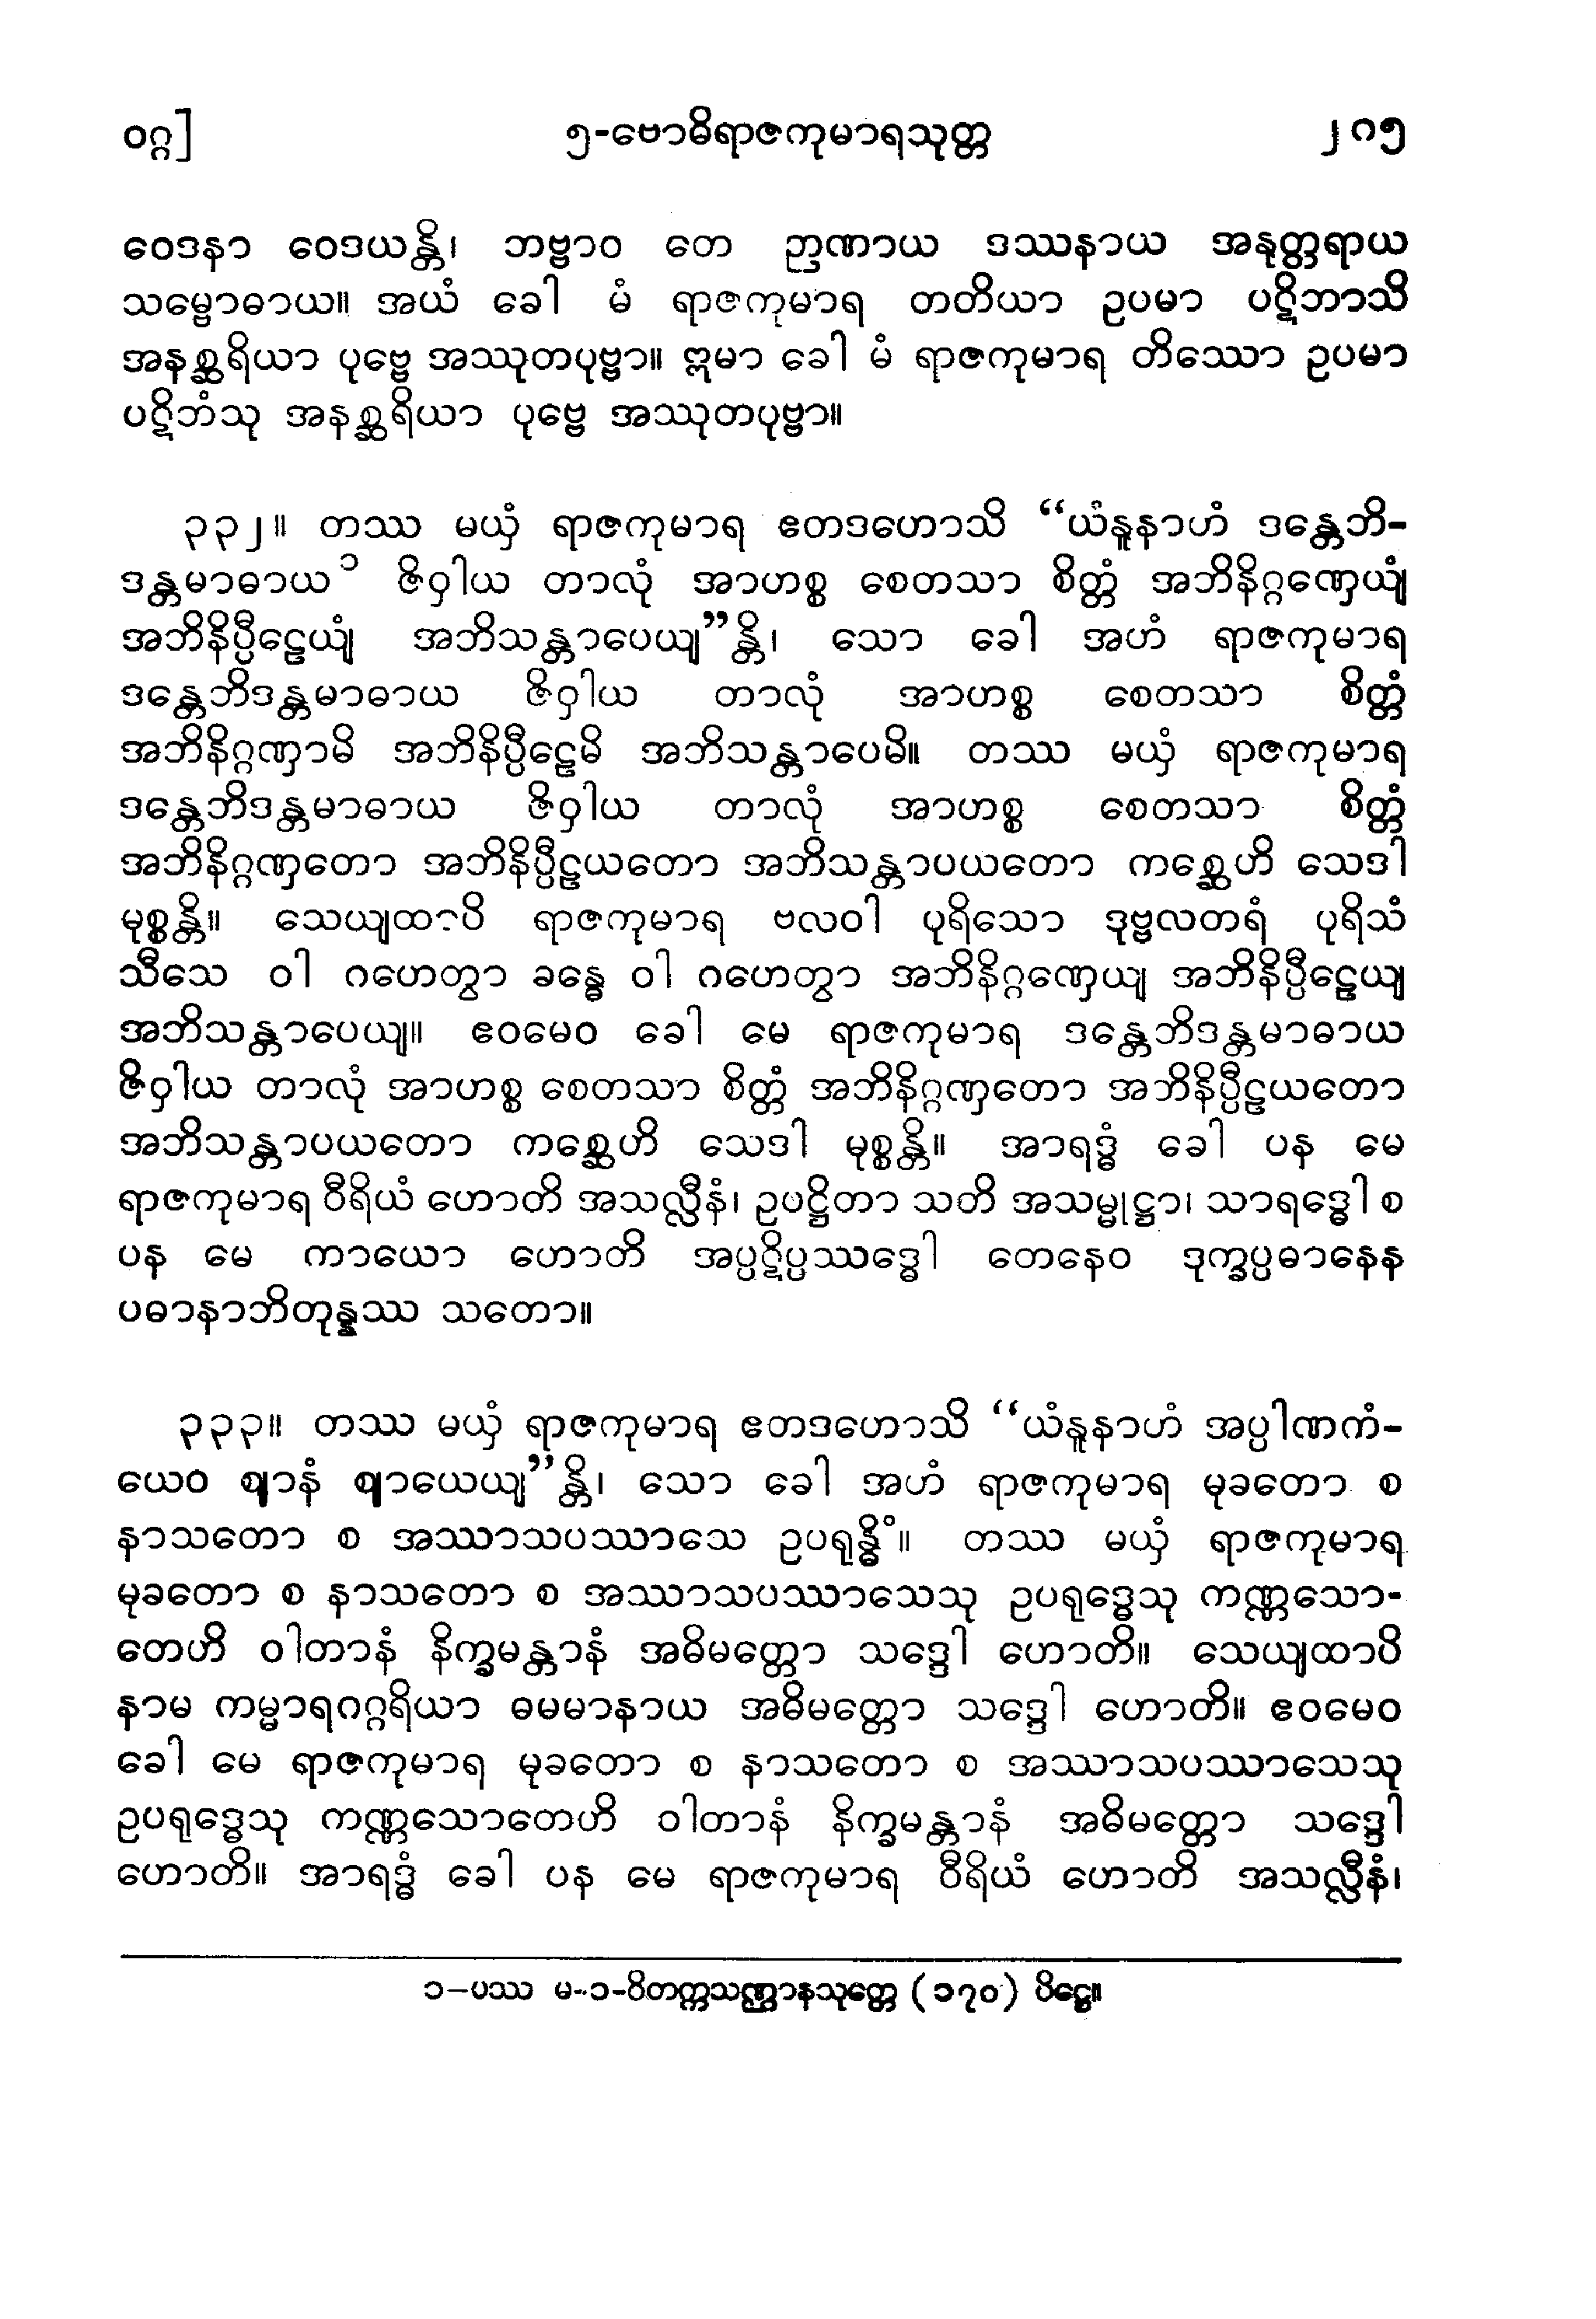 ဝဂ္ဂ] ၅-ဗောဓိရာဇကုမာရသုတ္တ ၂၈၅
ဝေဒနာ ဝေဒယန္တိ၊ ဘဗ္ဗာဝ တေ ဉာဏာယ ဒဿနာယ အနုတ္တရာယ
သမ္ဗောဓာယ။ အယံ ခေါ မံ ရာဇကုမာရ တတိယာ ဥပမာ ပဋိဘာသိ
အနစ္ဆရိယာ ပုဗ္ဗေ အဿုတပုဗ္ဗာ။ ဣမာ ခေါ မံ ရာဇကုမာရ တိဿော ဥပမာ
ပဋိဘံသု အနစ္ဆရိယာ ပုဗ္ဗေ အဿုတပုဗ္ဗာ။
၃၃၂။ တဿ မယှံ ရာဇကုမာရ ဧတဒဟောသိ “ယံနူနာဟံ ဒန္တေဘိ-
ဒန္တမာဓာယ ၁ ဇိဝှါယ တာလုံ အာဟစ္စ စေတသာ စိတ္တံ အဘိနိဂ္ဂဏှေယျံ
အဘိနိပ္ပီဠေယျံ အဘိသန္တာပေယျ”န္တိ၊ သော ခေါ အဟံ ရာဇကုမာရ
ဒန္တေဘိဒန္တမာဓာယ ဇိဝှါယ တာလုံ အာဟစ္စ စေတသာ စိတ္တံ
အဘိနိဂ္ဂဏှာမိ အဘိနိပ္ပီဠေမိ အဘိသန္တာပေမိ။ တဿ မယှံ ရာဇကုမာရ
ဒန္တေဘိဒန္တမာဓာယ ဇိဝှါယ တာလုံ အာဟစ္စ စေတသာ စိတ္တံ
အဘိနိဂ္ဂဏှတော အဘိနိပ္ပီဠယတော အဘိသန္တာပယတော ကစ္ဆေဟိ သေဒါ
မုစ္စန္တိ။ သေယျထာပိ ရာဇကုမာရ ဗလဝါ ပုရိသော ဒုဗ္ဗလတရံ ပုရိသံ
သီသေ ဝါ ဂဟေတွာ ခန္ဓေ ဝါ ဂဟေတွာ အဘိနိဂ္ဂဏှေယျ အဘိနိပ္ပီဠေယျ
အဘိသန္တာပေယျ။ ဧဝမေဝ ခေါ မေ ရာဇကုမာရ ဒန္တေဘိဒန္တမာဓာယ
ဇိဝှါယ တာလုံ အာဟစ္စ စေတသာ စိတ္တံ အဘိနိဂ္ဂဏှတော အဘိနိပ္ပီဠယတော
အဘိသန္တာပယတော ကစ္ဆေဟိ သေဒါ မုစ္စန္တိ။ အာရဒ္ဓံ ခေါ ပန မေ
ရာဇကုမာရ ဝီရိယံ ဟောတိ အသလ္လီနံ၊ ဥပဋ္ဌိတာ သတိ အသမ္မုဋ္ဌာ၊ သာရဒ္ဓေါ စ
ပန မေ ကာယော ဟောတိ အပ္ပဋိပ္ပဿဒ္ဓေါ တေနေဝ ဒုက္ခပ္ပဓာနေန
ပဓာနာဘိတုန္နဿ သတော။
၃၃၃။ တဿ မယှံ ရာဇကုမာရ ဧတဒဟောသိ “ယံနူနာဟံ အပ္ပါဏကံ-
ယေဝ ဈာနံ ဈာယေယျ”န္တိ၊ သော ခေါ အဟံ ရာဇကုမာရ မုခတော စ
နာသတော စ အဿာသပဿာသေ ဥပရုန္ဓိံ။ တဿ မယှံ ရာဇကုမာရ
မုခတော စ နာသတော စ အဿာသပဿာသေသု ဥပရုဒ္ဓေသု ကဏ္ဏသော-
တေဟိ ဝါတာနံ နိက္ခမန္တာနံ အဓိမတ္တော သဒ္ဒေါ ဟောတိ။ သေယျထာပိ
နာမ ကမ္မာရဂဂ္ဂရိယာ ဓမမာနာယ အဓိမတ္တော သဒ္ဒေါ ဟောတိ။ ဧဝမေဝ
ခေါ မေ ရာဇကုမာရ မုခတော စ နာသတော စ အဿာသပဿာသေသု
ဥပရုဒ္ဓေသု ကဏ္ဏသောတေဟိ ဝါတာနံ နိက္ခမန္တာနံ အဓိမတ္တော သဒ္ဒေါ
ဟောတိ။ အာရဒ္ဓံ ခေါ ပန မေ ရာဇကုမာရ ဝီရိယံ ဟောတိ အသလ္လီနံ၊
၁-ပဿ မ-၁-ဝိတက္ကသဏ္ဌာနသုတ္တေ (၁၇၀) ပိဋ္ဌေ။